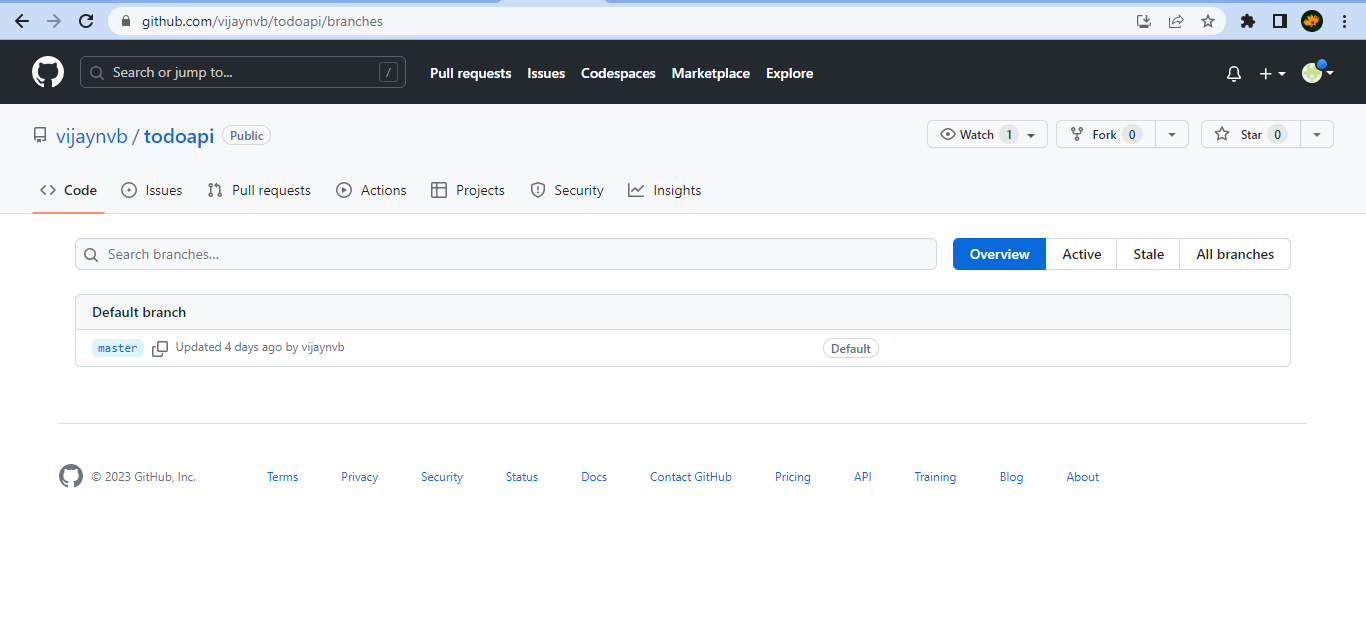 github.com/vijaynvb/todoapi/branches
Search or jump to... / Pull requests Issues Codespaces Marketplace Explore
vijaynvb / todoapi Public Watch 1 Fork 0 Star 0
Code Issues Pull requests Actions Projects Security Insights
Search branches... Overview Active Stale All branches
Default branch
master Updated 4 days ago by vijaynvb Default
© 2023 GitHub, Inc. Terms Privacy Security Status Docs Contact GitHub Pricing API Training Blog About